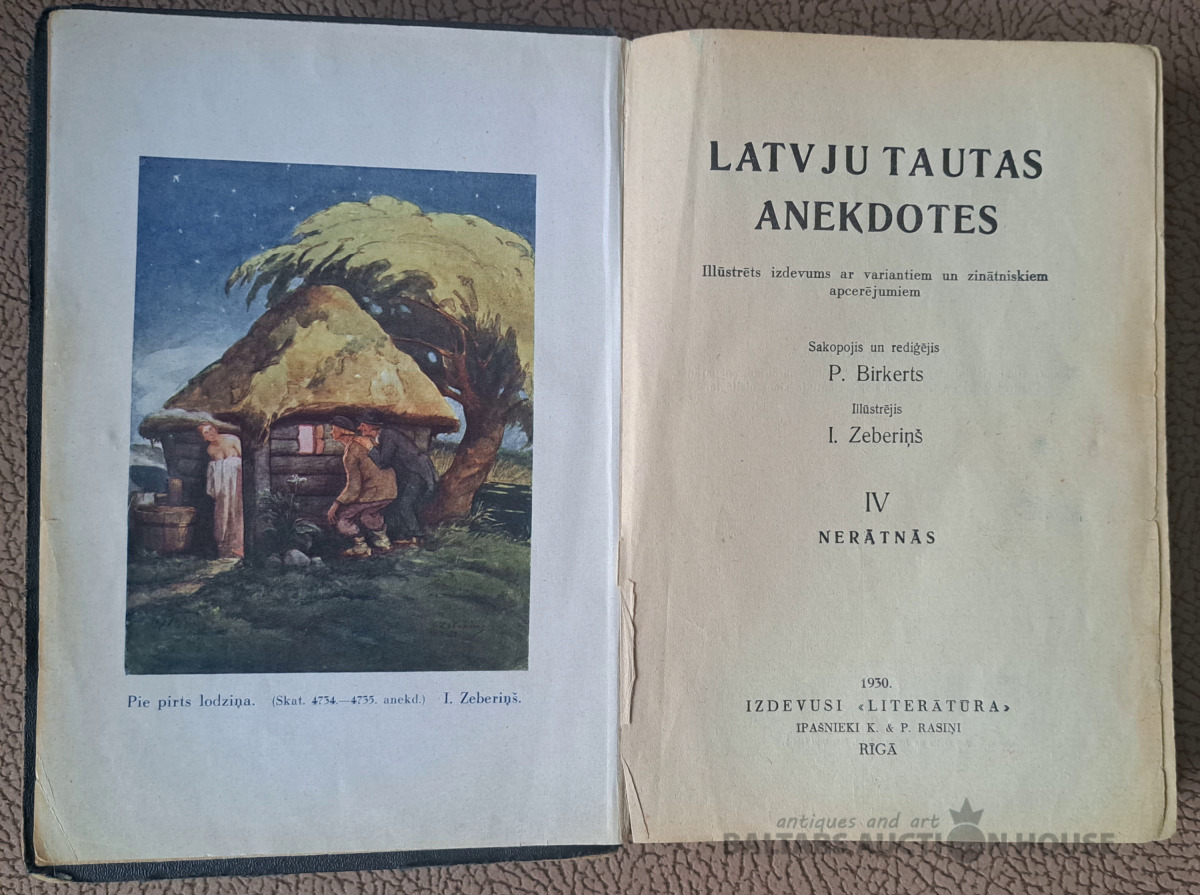 Pie pirts lodziņa. (Skat. 4734.—4735. anekd.) I. Zeberiņš.
LATVJU TAUTAS
ANEKDOTES
Illūstrēts izdevums ar variantiem un zinātniskiem
apcerējumiem
Sakopojis un rediģējis
P. Birkerts
Illūstrējis
I. Zeberiņš
IV
NERĀTNĀS
1930.
IZDEVUSI «LITERĀTŪRA»
IPAŠNIEKI K. & P. RASIŅI
RĪGĀ
antiques and art
BALTARS AUCTION HOUSE